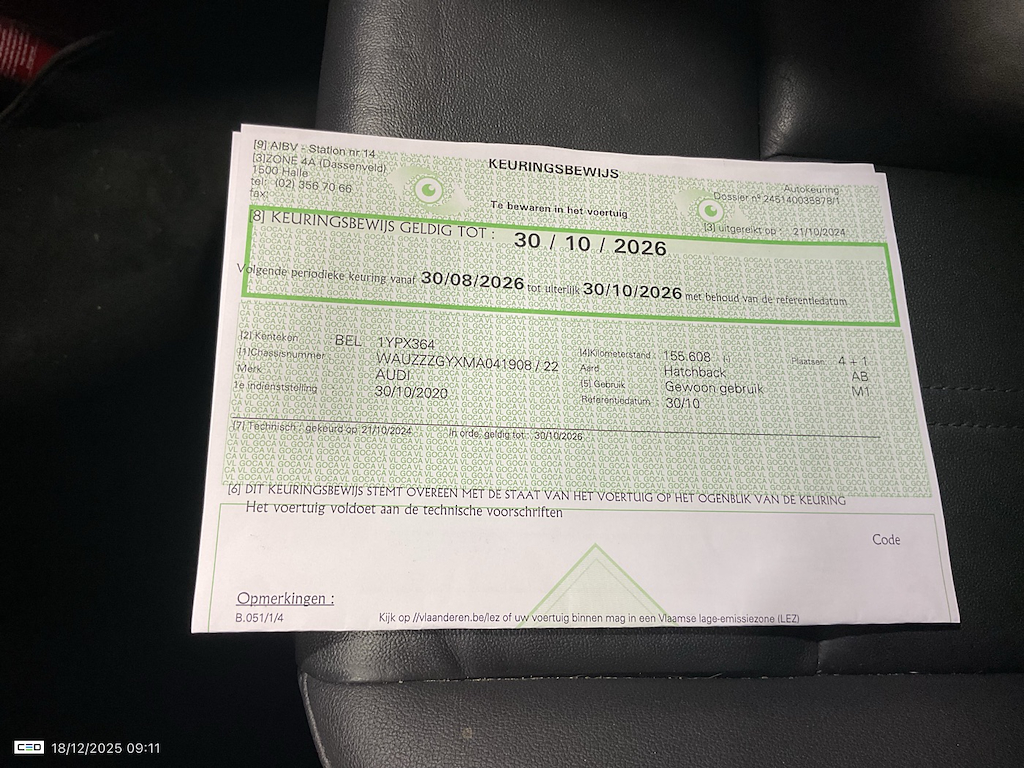 [9] AIBV - Station nr 14
[3]ZONE 4A (Dassenveld)
1500 Halle
tel: (02) 356 70 66
fax:
KEURINGSBEWIJS
Te bewaren in het voertuig
Autokeuring
Dossier nº 245140035878/1
[3] uitgereikt op : 21/10/2024
[8] KEURINGSBEWIJS GELDIG TOT : 30 / 10 / 2026
Volgende periodieke keuring vanaf 30/08/2026 tot uiterlijk 30/10/2026 met behoud van de referentiedatum
[2] Kenteken BEL 1YPX364
[1]Chassisnummer WAUZZZGYXMA041908 / 22
Merk AUDI
1e indienststelling 30/10/2020
[4]Kilometerstand : 155.608 Plaatsen: 4 + 1
Aard : Hatchback AB
[5] Gebruik : Gewoon gebruik M1
Referentiedatum : 30/10
[7] Technisch : gekeurd op 21/10/2024 In orde, geldig tot : 30/10/2026
[6] DIT KEURINGSBEWIJS STEMT OVEREEN MET DE STAAT VAN HET VOERTUIG OP HET OGENBLIK VAN DE KEURING
Het voertuig voldoet aan de technische voorschriften
Code
Opmerkingen :
B.051/1/4 Kijk op //vlaanderen.be/lez of uw voertuig binnen mag in een Vlaamse lage-emissiezone (LEZ)
18/12/2025 09:11